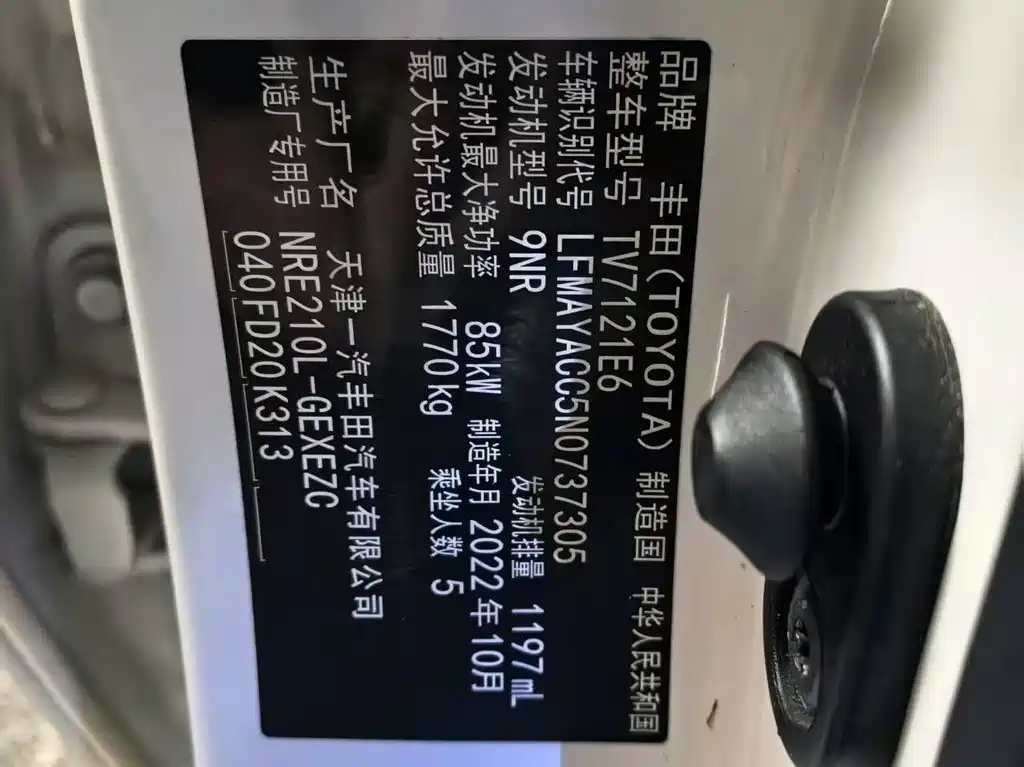 品牌 丰田(TOYOTA) 制造国 中华人民共和国
整车型号 TV7121E6
车辆识别代号 LFMAYACC5N0737305
发动机型号 9NR 发动机排量 1197mL
发动机最大净功率 85kW 制造年月 2022年10月
最大允许总质量 1770kg 乘坐人数 5
生产厂名 天津一汽丰田汽车有限公司
制造厂专用号 NRE210L-GEXEZC
040FD20K313